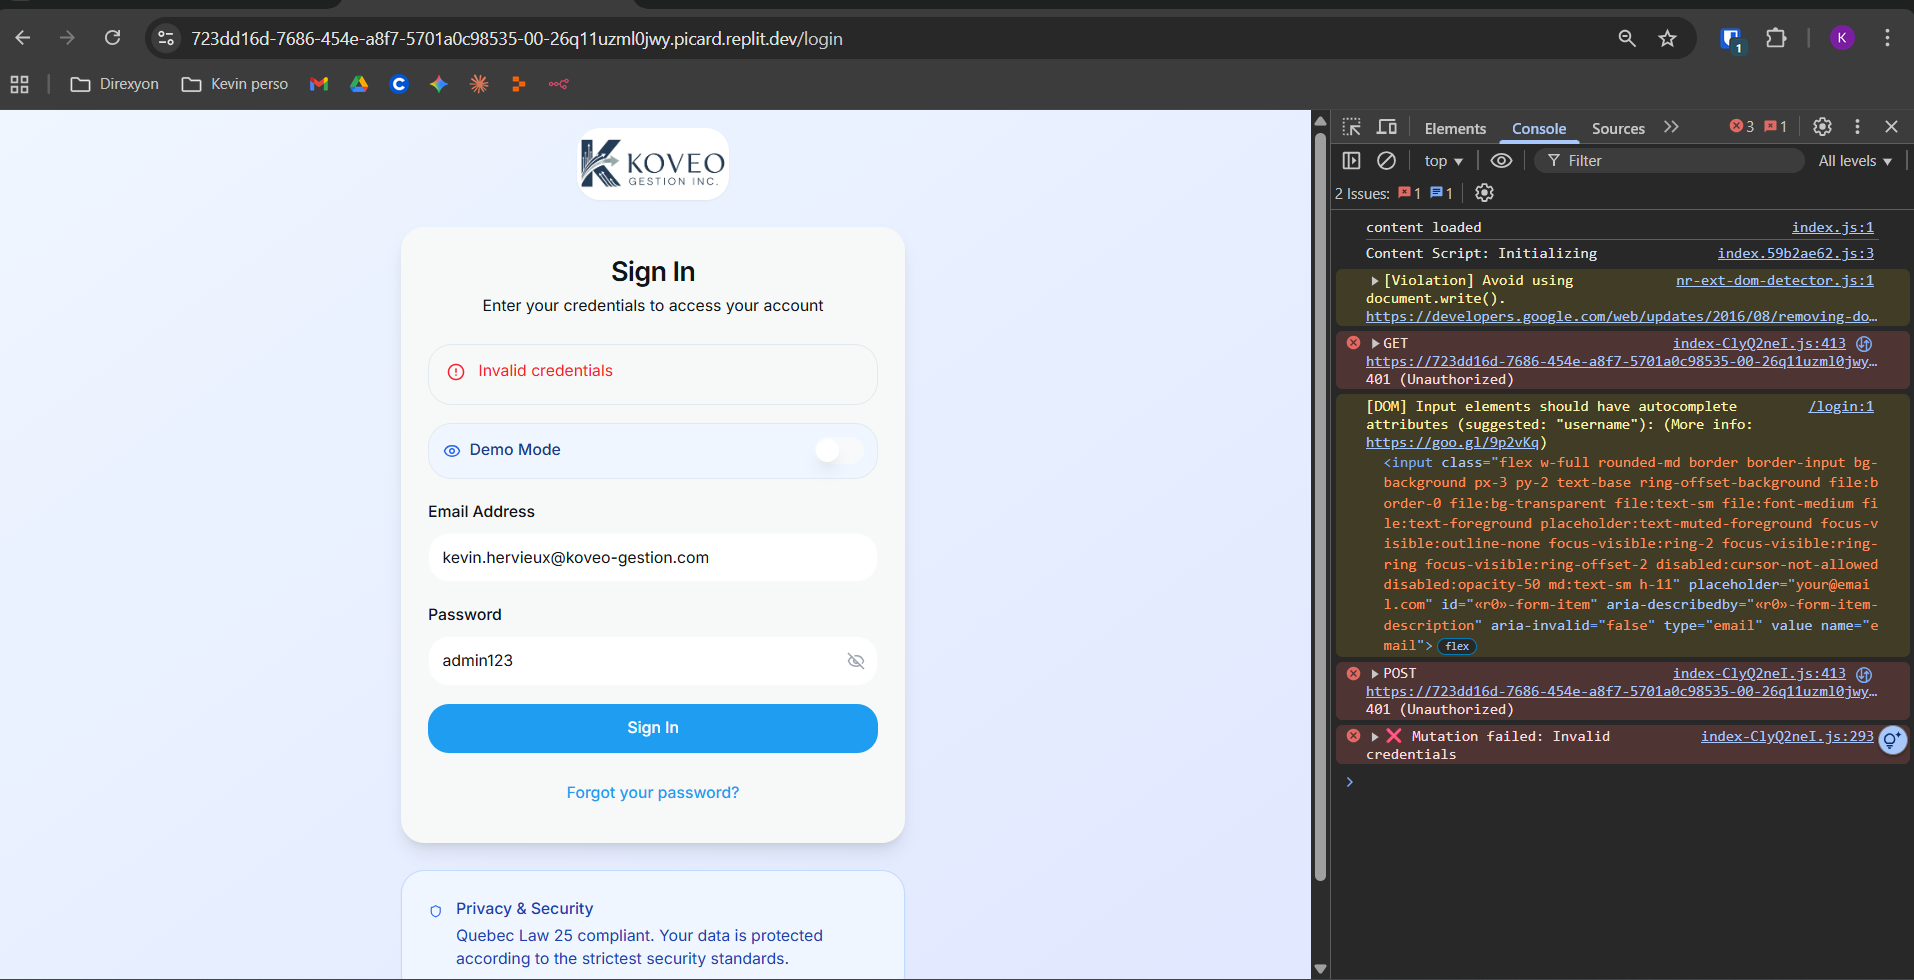 723dd16d-7686-454e-a8f7-5701a0c98535-00-26q11uzml0jwy.picard.replit.dev/login
1
K
Direxyon
Kevin perso
KOVEO
GESTION INC.
Sign In
Enter your credentials to access your account
Invalid credentials
Demo Mode
Email Address
kevin.hervieux@koveo-gestion.com
Password
admin123
Sign In
Forgot your password?
Privacy & Security
Quebec Law 25 compliant. Your data is protected
according to the strictest security standards.
Elements Console Sources 3 1
top Filter All levels
2 Issues: 1 1
content loaded index.js:1
Content Script: Initializing index.59b2ae62.js:3
[Violation] Avoid using nr-ext-dom-detector.js:1
document.write().
https://developers.google.com/web/updates/2016/08/removing-do…
GET index-ClyQ2neI.js:413
https://723dd16d-7686-454e-a8f7-5701a0c98535-00-26q11uzml0jwy…
401 (Unauthorized)
[DOM] Input elements should have autocomplete /login:1
attributes (suggested: "username"): (More info:
https://goo.gl/9p2vKq)
<input class="flex w-full rounded-md border border-input bg-
background px-3 py-2 text-base ring-offset-background file:b
order-0 file:bg-transparent file:text-sm file:font-medium fi
le:text-foreground placeholder:text-muted-foreground focus-v
isible:outline-none focus-visible:ring-2 focus-visible:ring-
ring focus-visible:ring-offset-2 disabled:cursor-not-allowed
disabled:opacity-50 md:text-sm h-11" placeholder="your@emai
l.com" id="«r0»-form-item" aria-describedby="«r0»-form-item-
description" aria-invalid="false" type="email" value name="e
mail"> flex
POST index-ClyQ2neI.js:413
https://723dd16d-7686-454e-a8f7-5701a0c98535-00-26q11uzml0jwy…
401 (Unauthorized)
❌ Mutation failed: Invalid index-ClyQ2neI.js:293
credentials